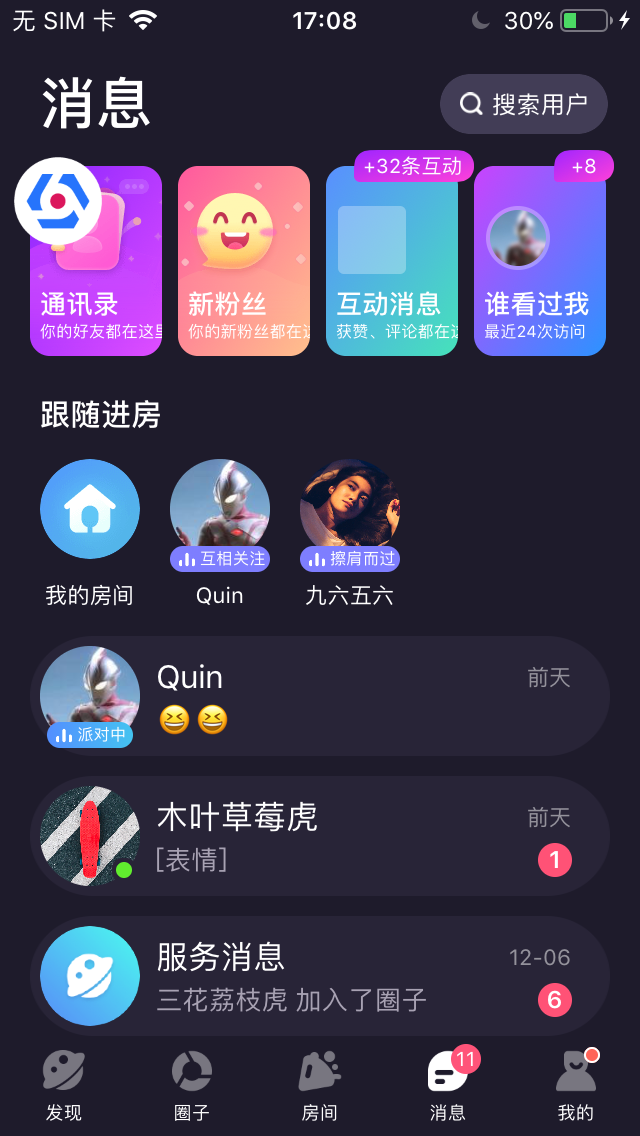 无 SIM 卡
17:08
30%
消息
搜索用户
+32条互动
+8
通讯录
新粉丝
互动消息
谁看过我
你的好友都在这里
你的新粉丝都在这
获赞、评论都在这
最近24次访问
跟随进房
互相关注
擦肩而过
我的房间
Quin
九六五六
Quin
前天
😆😆
派对中
木叶草莓虎
前天
[表情]
1
服务消息
12-06
三花荔枝虎 加入了圈子
6
11
发现
圈子
房间
消息
我的